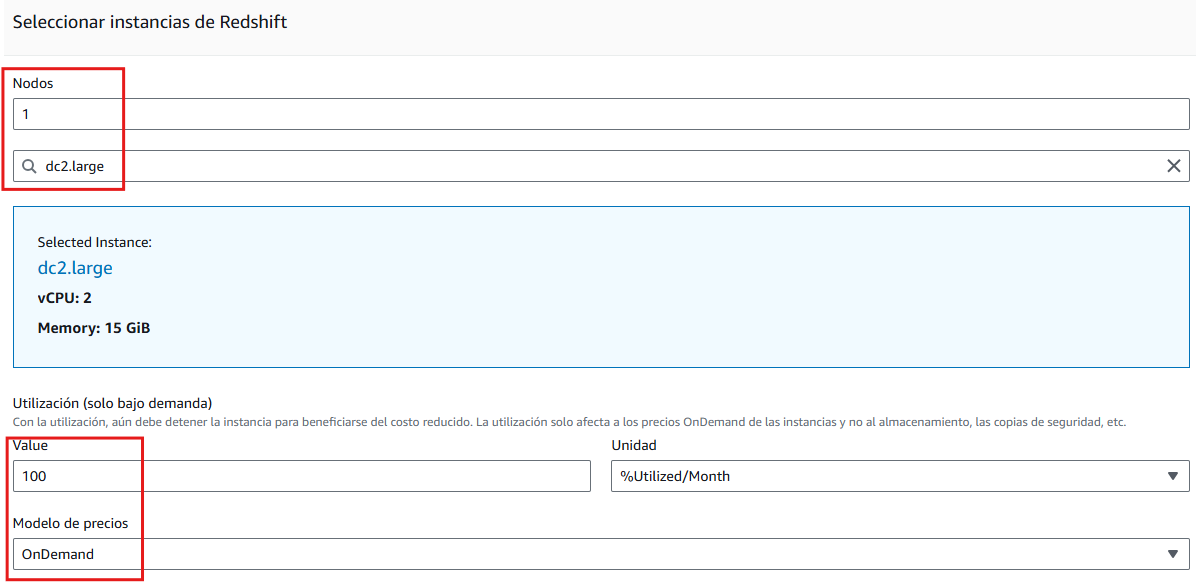 Seleccionar instancias de Redshift
Nodos
1
dc2.large
Selected Instance:
dc2.large
vCPU: 2
Memory: 15 GiB
Utilización (solo bajo demanda)
Con la utilización, aún debe detener la instancia para beneficiarse del costo reducido. La utilización solo afecta a los precios OnDemand de las instancias y no al almacenamiento, las copias de seguridad, etc.
Value
Unidad
100
%Utilized/Month
Modelo de precios
OnDemand